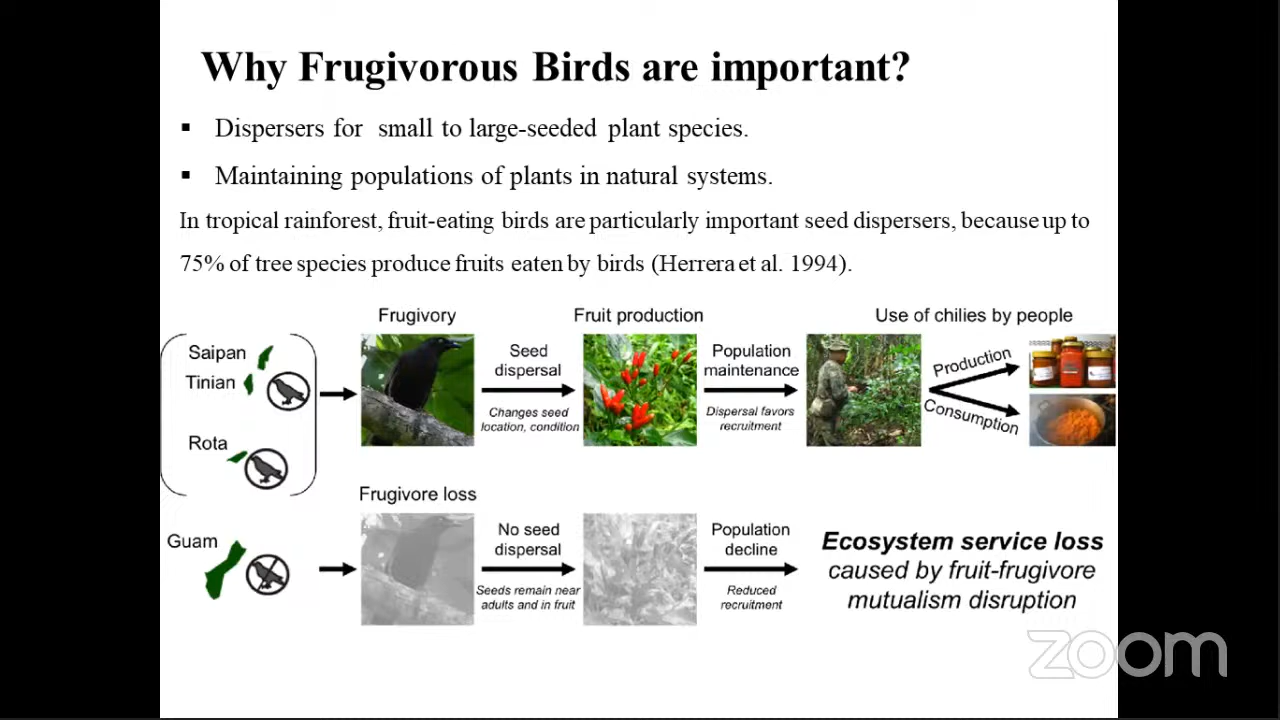 Why Frugivorous Birds are important?
▪ Dispersers for small to large-seeded plant species.
▪ Maintaining populations of plants in natural systems.
In tropical rainforest, fruit-eating birds are particularly important seed dispersers, because up to
75% of tree species produce fruits eaten by birds (Herrera et al. 1994).
Frugivory
Fruit production
Use of chilies by people
Saipan
Tinian
Rota
Seed
dispersal
Changes seed
location, condition
Population
maintenance
Dispersal favors
recruitment
Production
Consumption
Frugivore loss
Guam
No seed
dispersal
Seeds remain near
adults and in fruit
Population
decline
Reduced
recruitment
Ecosystem service loss
caused by fruit-frugivore
mutualism disruption
zoom